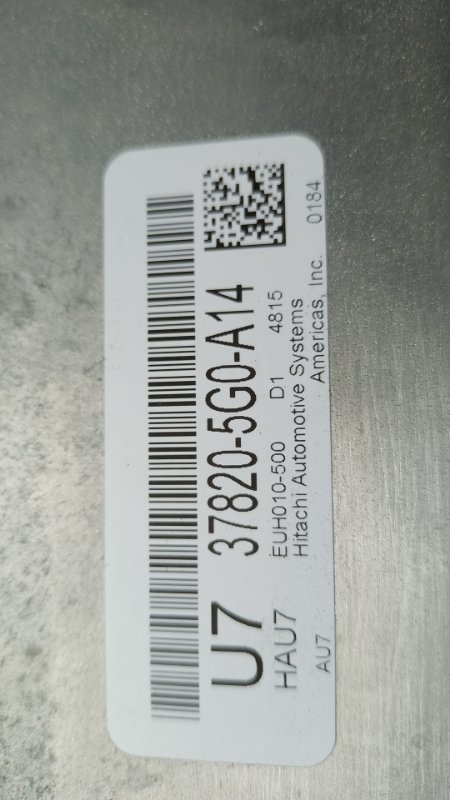 U7 37820-5G0-A14
HAU7 EUH010-500 D1 4815
Hitachi Automotive Systems
AU7 Americas, Inc. 0184